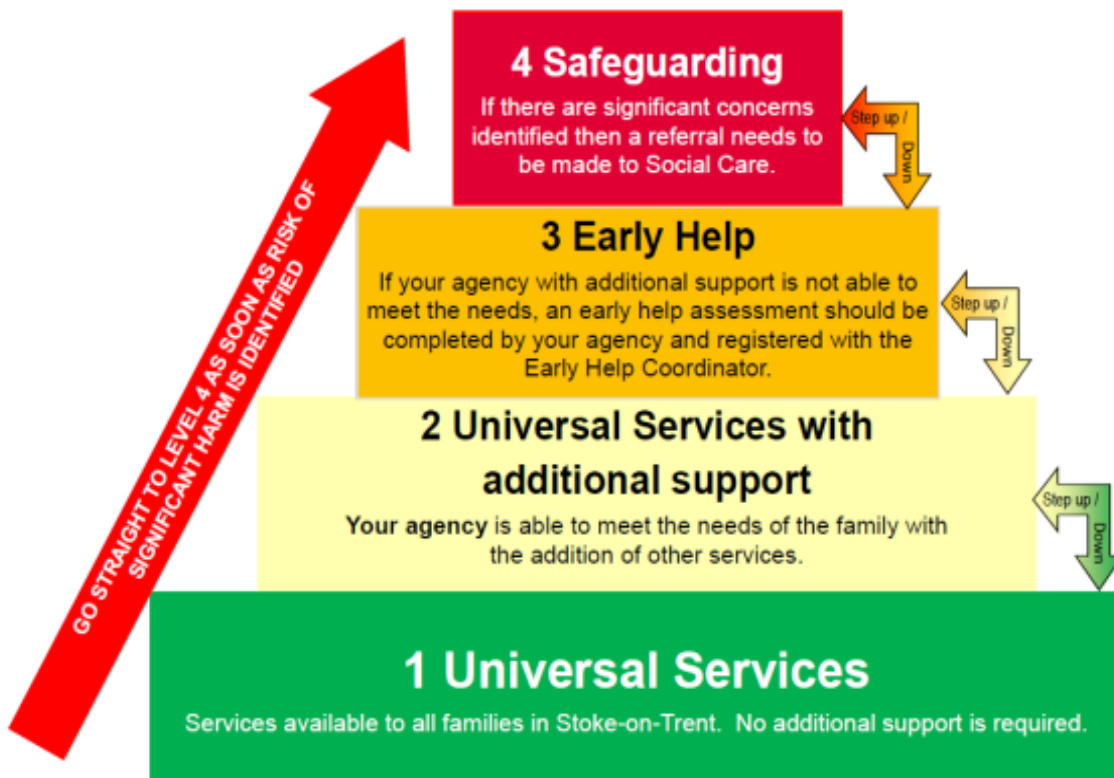 4 Safeguarding
If there are significant concerns
identified then a referral needs to
be made to Social Care.
Step up /
Down
3 Early Help
If your agency with additional support is not able to
meet the needs, an early help assessment should be
completed by your agency and registered with the
Early Help Coordinator.
Step up /
Down
2 Universal Services with
additional support
Your agency is able to meet the needs of the family with
the addition of other services.
Step up /
Down
1 Universal Services
Services available to all families in Stoke-on-Trent. No additional support is required.
GO STRAIGHT TO LEVEL 4 AS SOON AS RISK OF
SIGNIFICANT HARM IS IDENTIFIED